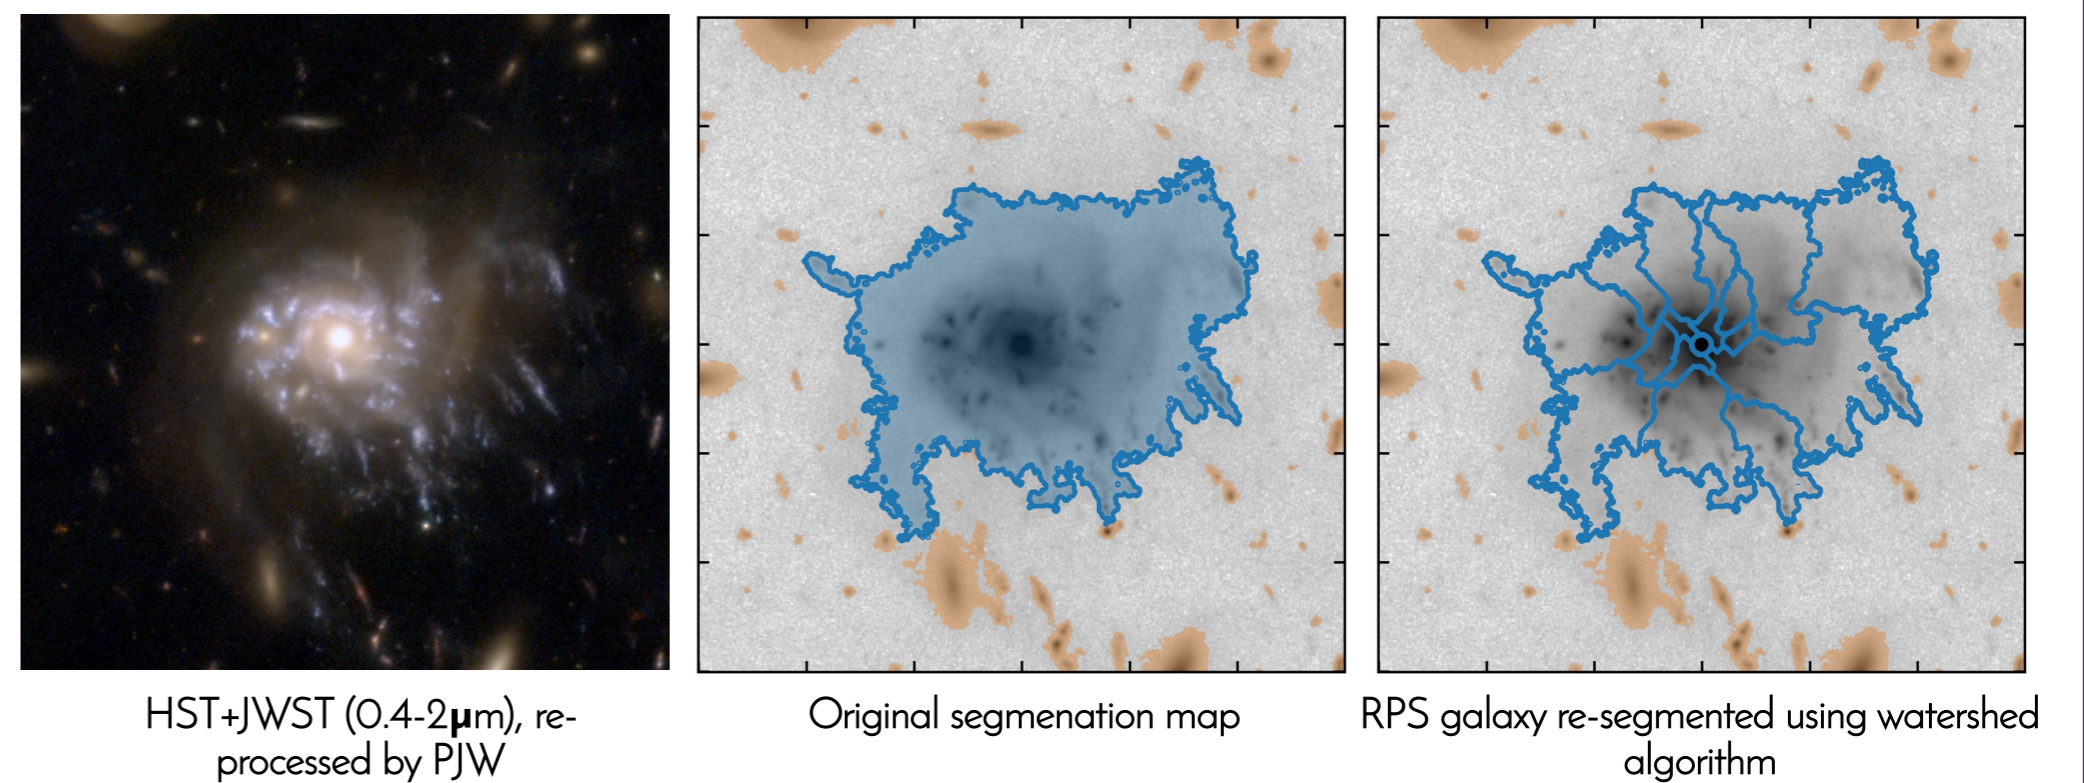 HST+JWST (0.4-2μm), re-
processed by PJW
Original segmenation map
RPS galaxy re-segmented using watershed
algorithm